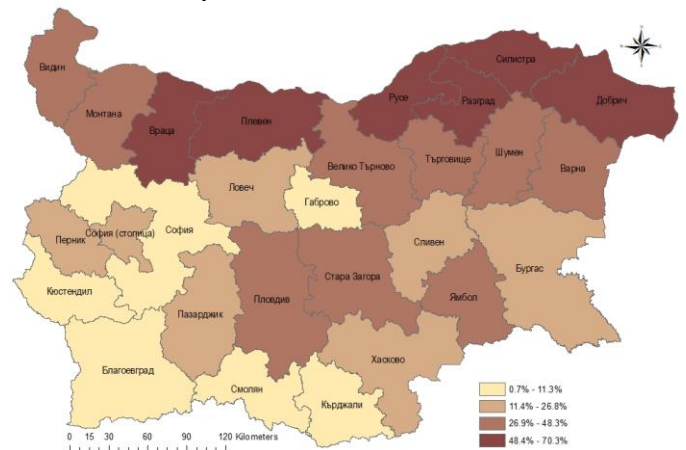 Видин
Монтана
Враца
Плевен
Русе
Силистра
Разград
Добрич
Велико Търново
Търговище
Шумен
Варна
Ловеч
Габрово
София
София (столица)
Перник
Сливен
Бургас
Кюстендил
Пазарджик
Пловдив
Стара Загора
Ямбол
Благоевград
Смолян
Кърджали
Хасково
0.7% - 11.3%
11.4% - 26.8%
26.9% - 48.3%
48.4% - 70.3%
0 15 30 60 90 120 Kilometers